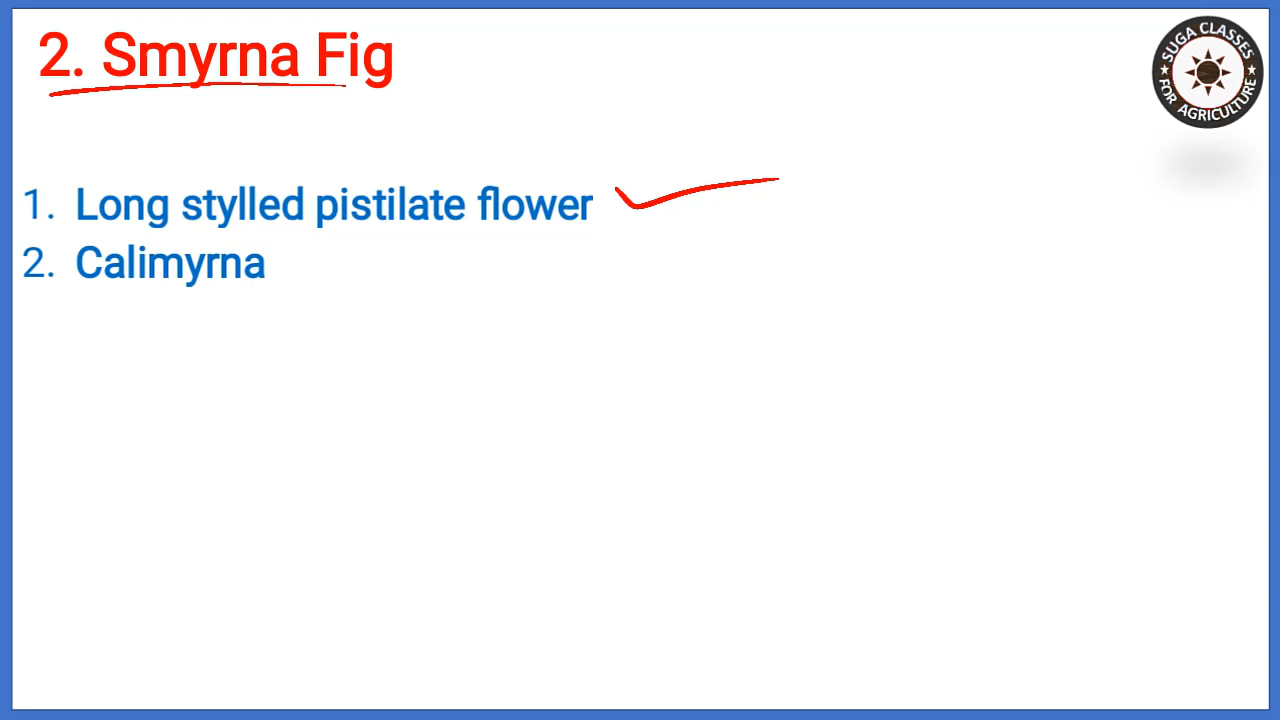 2. Smyrna Fig
SUGA CLASSES
FOR AGRICULTURE
1. Long stylled pistilate flower
2. Calimyrna